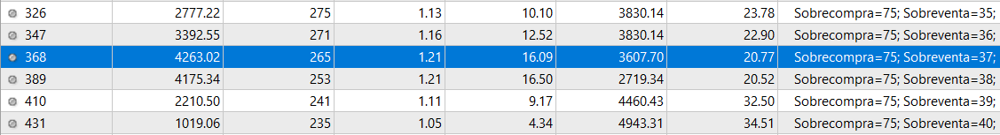 326 2777.22 275 1.13 10.10 3830.14 23.78 Sobrecompra=75; Sobreventa=35;
347 3392.55 271 1.16 12.52 3830.14 22.90 Sobrecompra=75; Sobreventa=36;
368 4263.02 265 1.21 16.09 3607.70 20.77 Sobrecompra=75; Sobreventa=37;
389 4175.34 253 1.21 16.50 2719.34 20.52 Sobrecompra=75; Sobreventa=38;
410 2210.50 241 1.11 9.17 4460.43 32.50 Sobrecompra=75; Sobreventa=39;
431 1019.06 235 1.05 4.34 4943.31 34.51 Sobrecompra=75; Sobreventa=40;